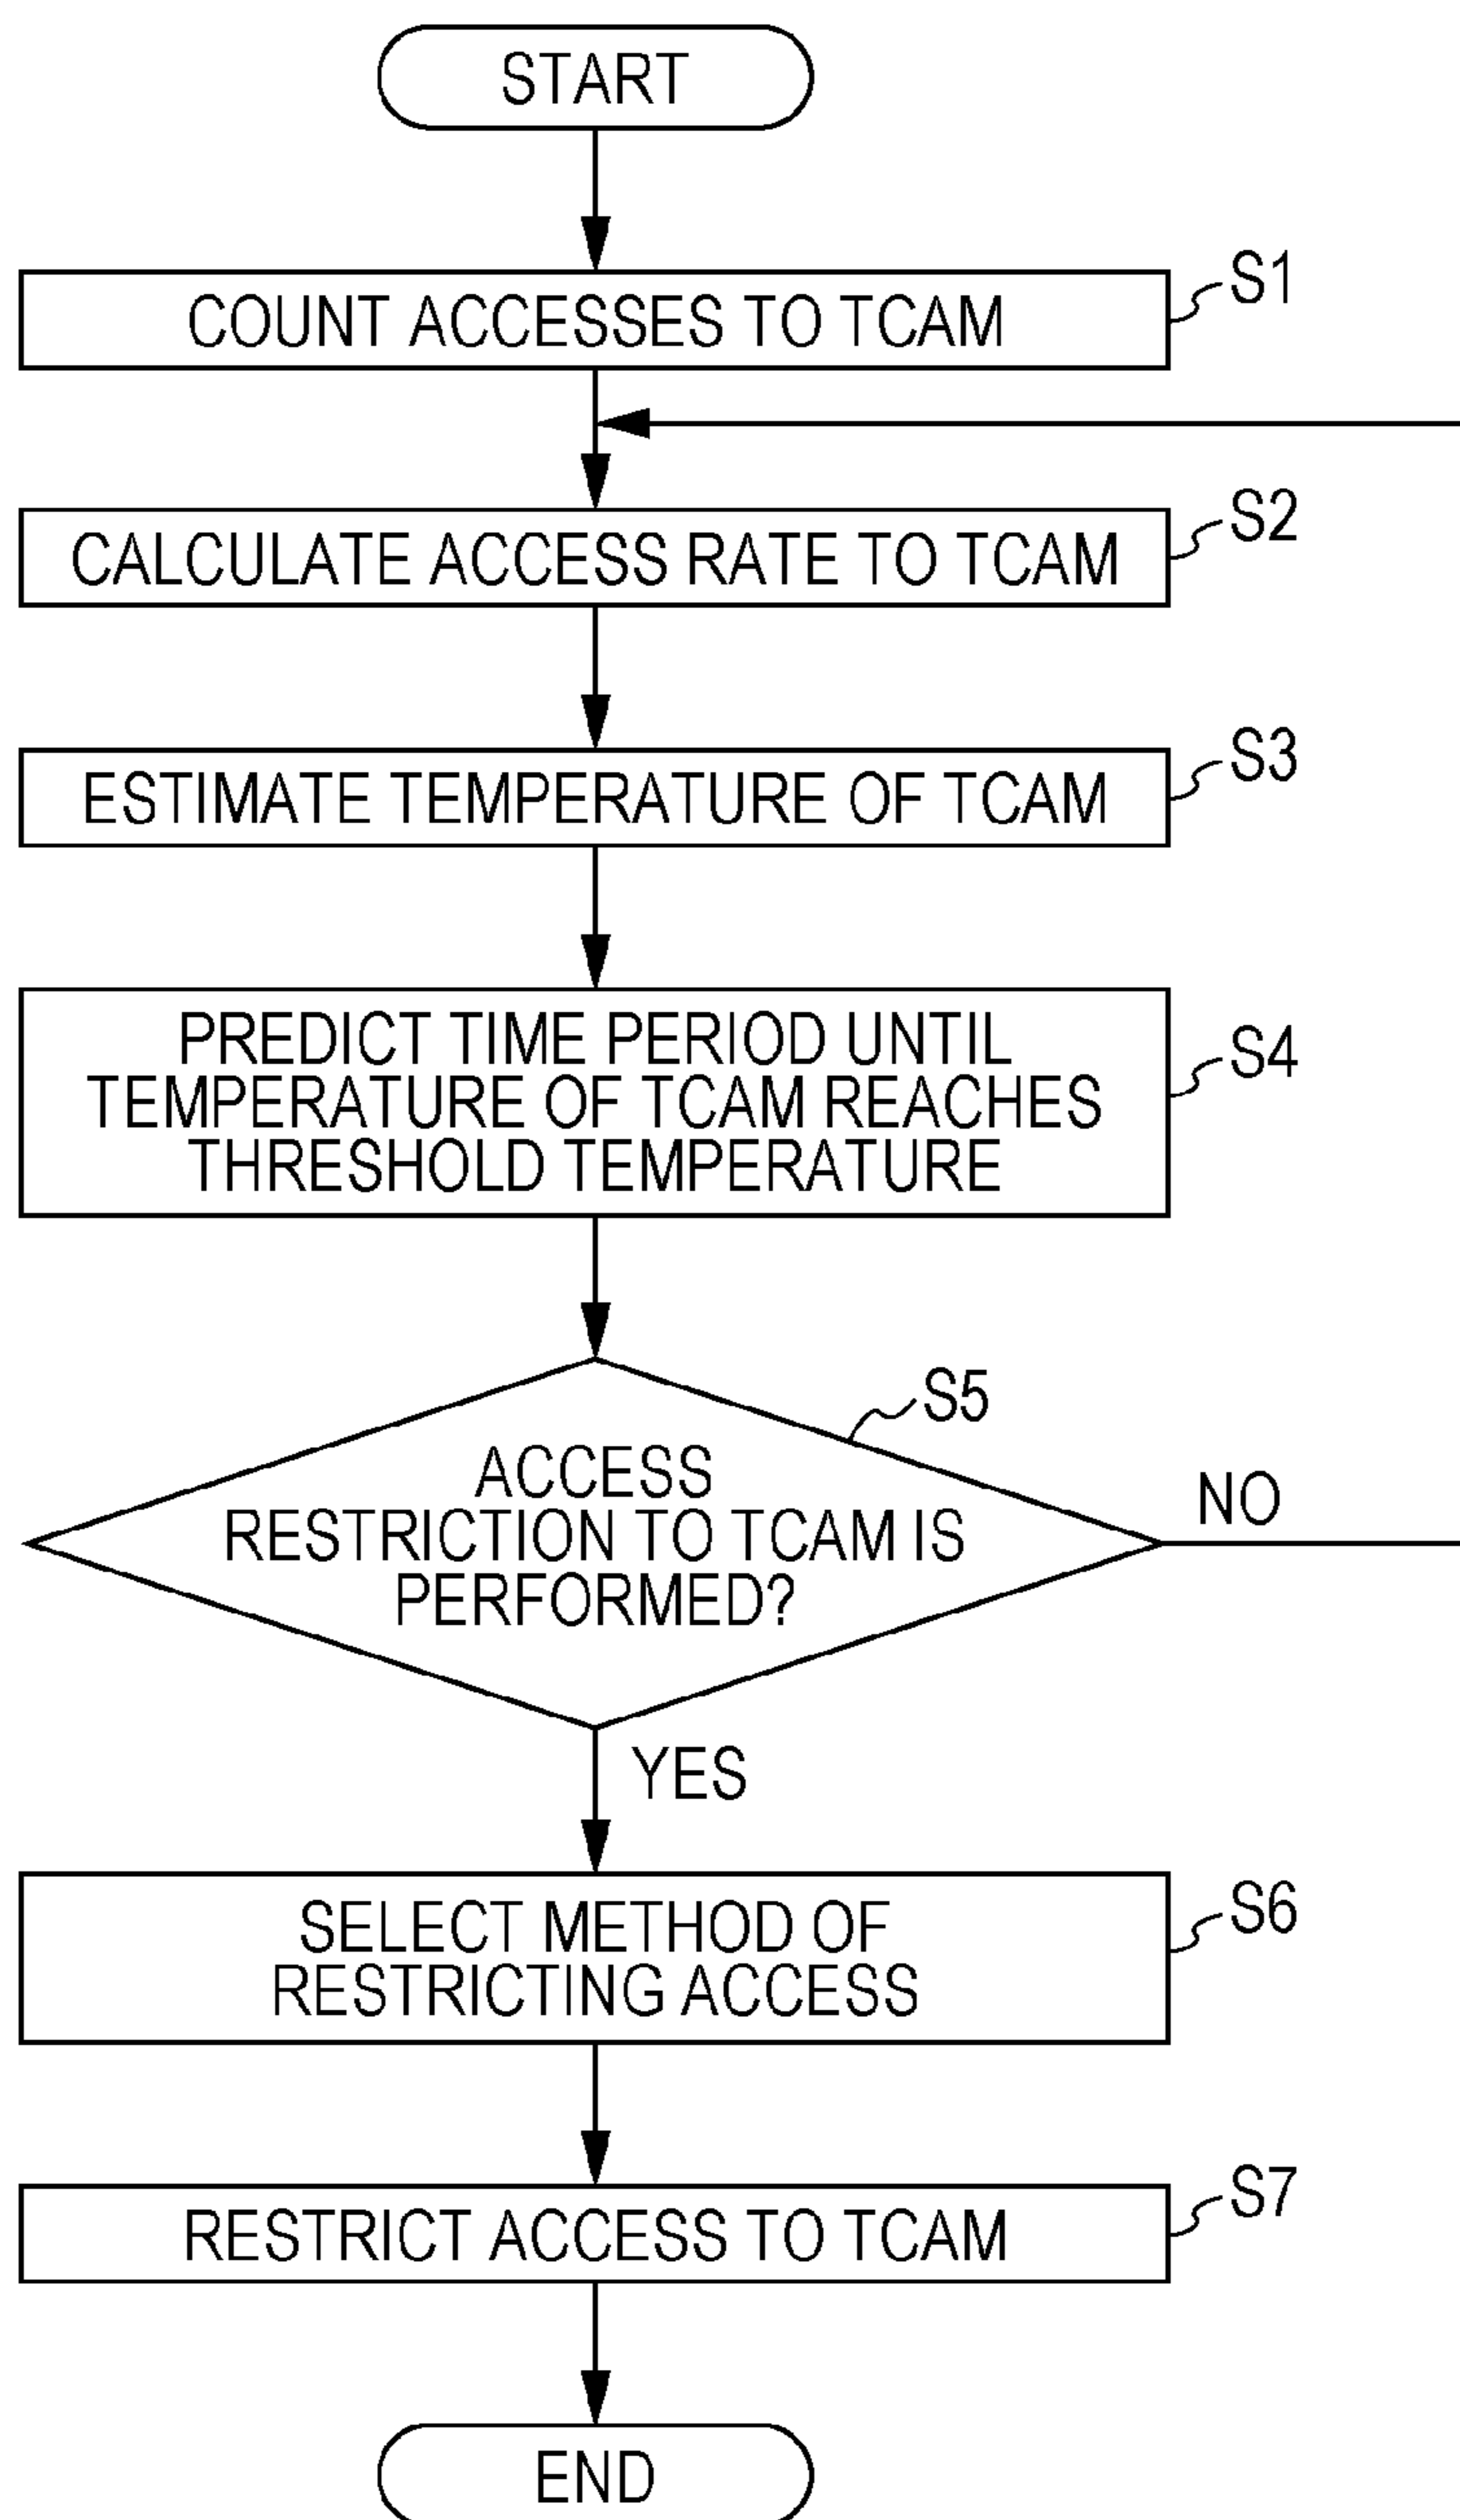 START
COUNT ACCESSES TO TCAM
S1
CALCULATE ACCESS RATE TO TCAM
S2
ESTIMATE TEMPERATURE OF TCAM
S3
PREDICT TIME PERIOD UNTIL
TEMPERATURE OF TCAM REACHES
THRESHOLD TEMPERATURE
S4
S5
ACCESS
RESTRICTION TO TCAM IS
PERFORMED?
NO
YES
SELECT METHOD OF
RESTRICTING ACCESS
S6
RESTRICT ACCESS TO TCAM
S7
END